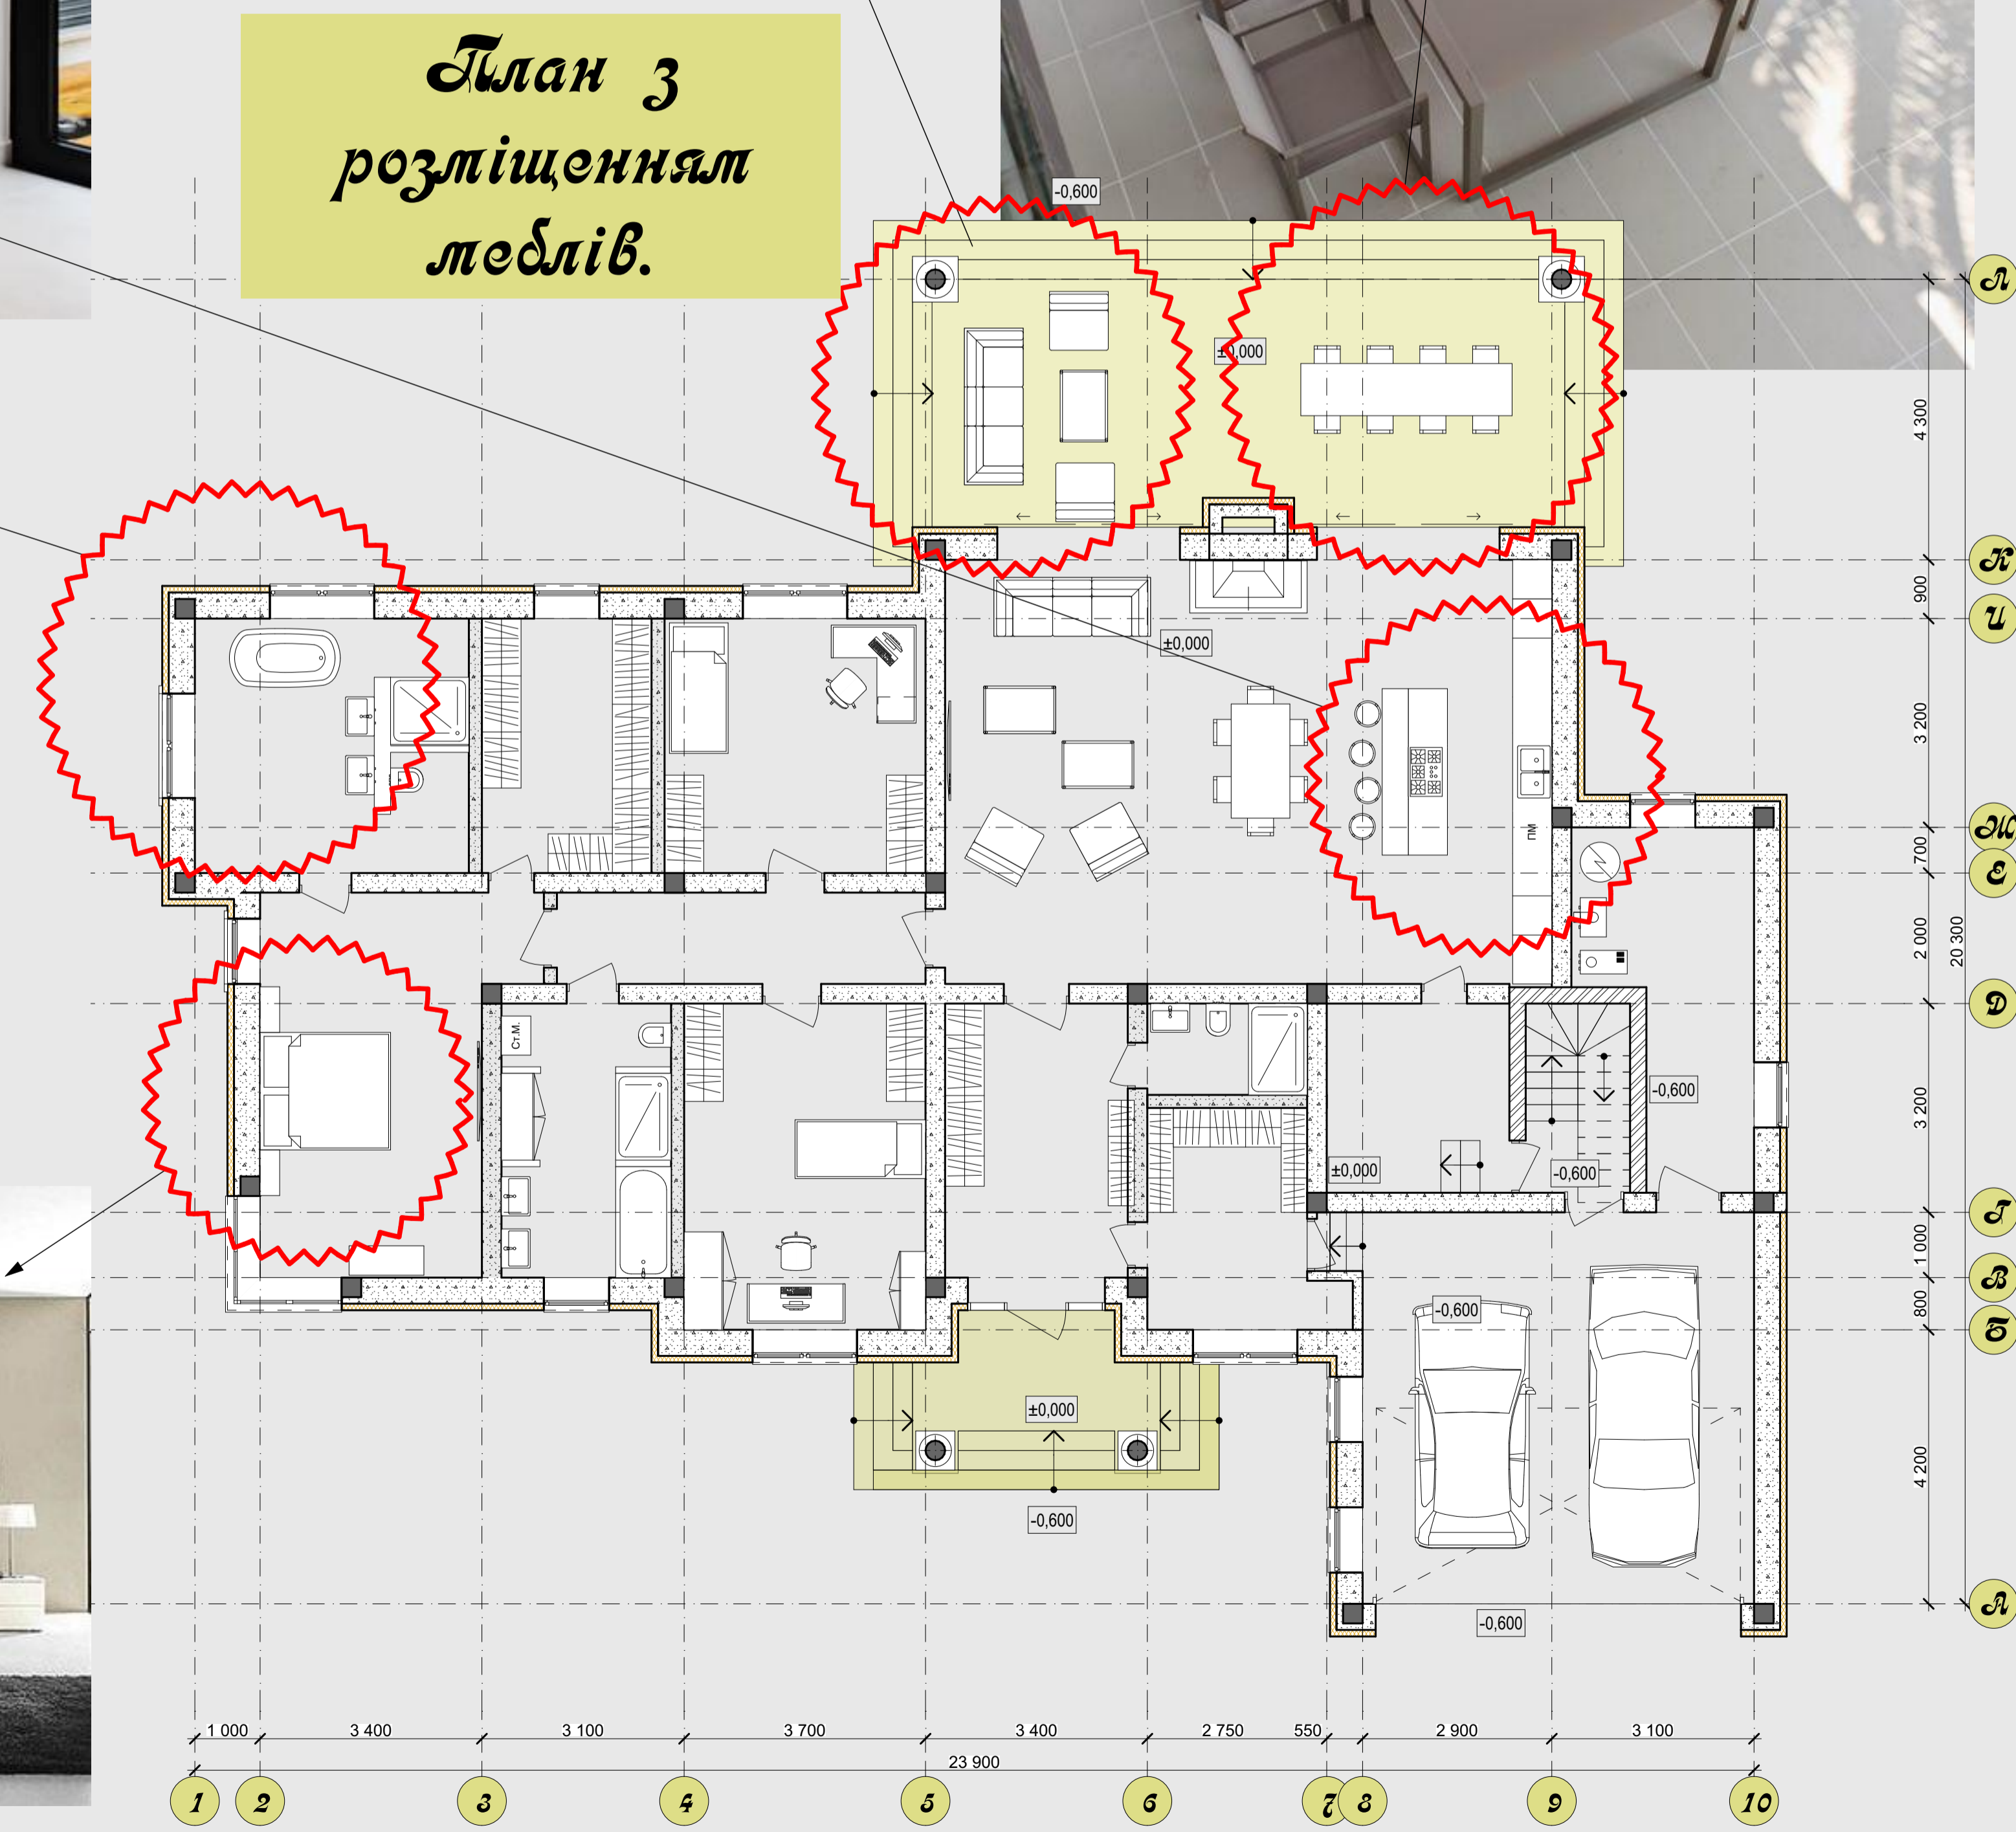 План з
розміщенням
меблів.
-0,600
Л
±0,000
4 300
К
900
И
±0,000
3 200
ПМ
Ж
700
Е
2 000
20 300
Д
Ст.М.
-0,600
3 200
±0,000
-0,600
Г
1 000
В
-0,600
800
Б
±0,000
4 200
-0,600
А
-0,600
1 000
3 400
3 100
3 700
3 400
2 750
550
2 900
3 100
23 900
1
2
3
4
5
6
7
8
9
10